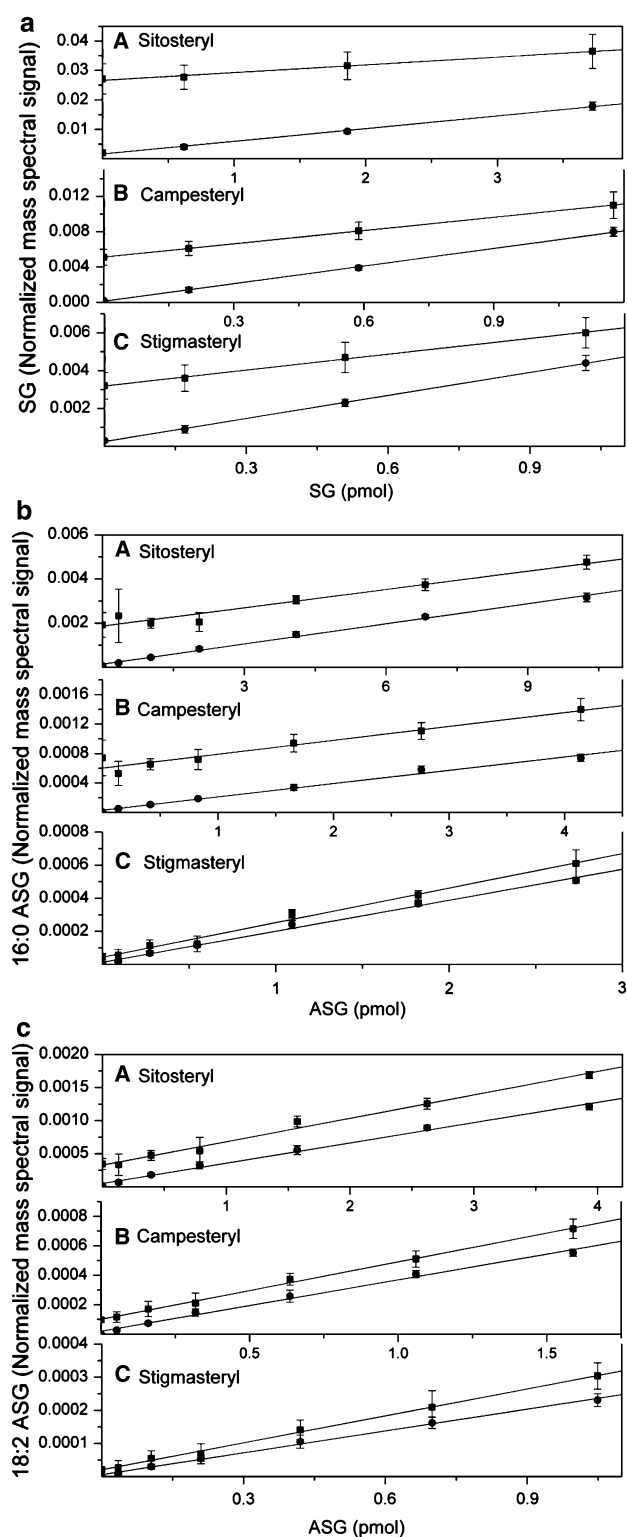 a
SG (Normalized mass spectral signal)
A Sitosteryl
0.04
0.03
0.02
0.01
1 2 3
B Campesteryl
0.012
0.008
0.004
0.000
0.3 0.6 0.9
C Stigmasteryl
0.006
0.004
0.002
0.3 0.6 0.9
SG (pmol)
b
16:0 ASG (Normalized mass spectral signal)
A Sitosteryl
0.006
0.004
0.002
3 6 9
B Campesteryl
0.0016
0.0012
0.0008
0.0004
1 2 3 4
C Stigmasteryl
0.0008
0.0006
0.0004
0.0002
1 2 3
ASG (pmol)
c
18:2 ASG (Normalized mass spectral signal)
A Sitosteryl
0.0020
0.0015
0.0010
0.0005
1 2 3 4
B Campesteryl
0.0008
0.0006
0.0004
0.0002
0.5 1.0 1.5
C Stigmasteryl
0.0004
0.0003
0.0002
0.0001
0.3 0.6 0.9
ASG (pmol)